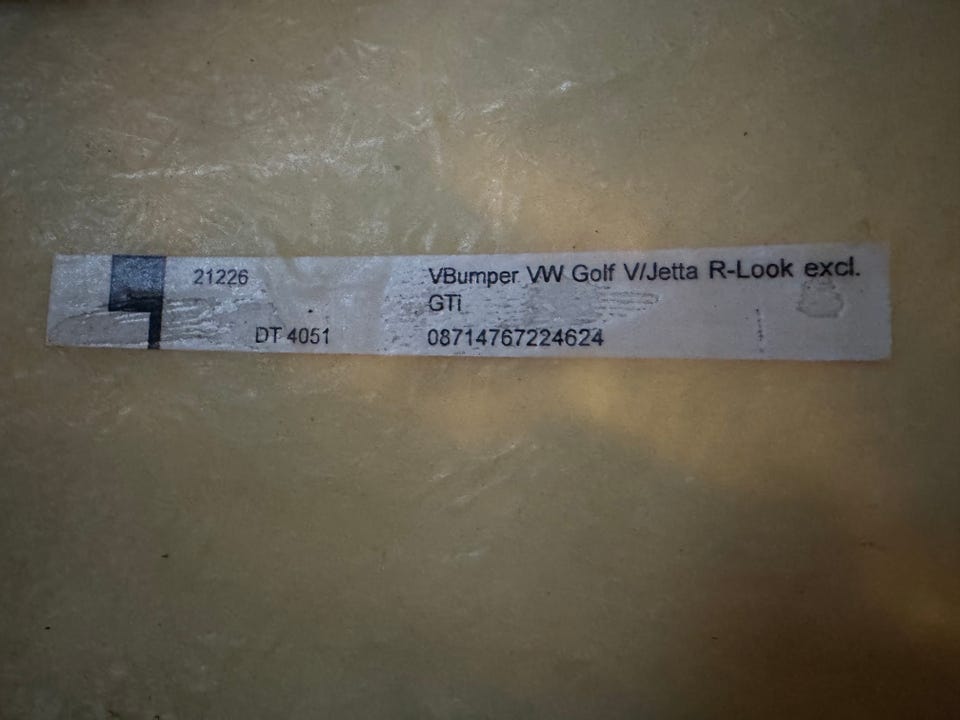 21226
VBumper VW Golf V/Jetta R-Look excl.
GTi
DT 4051
08714767224624